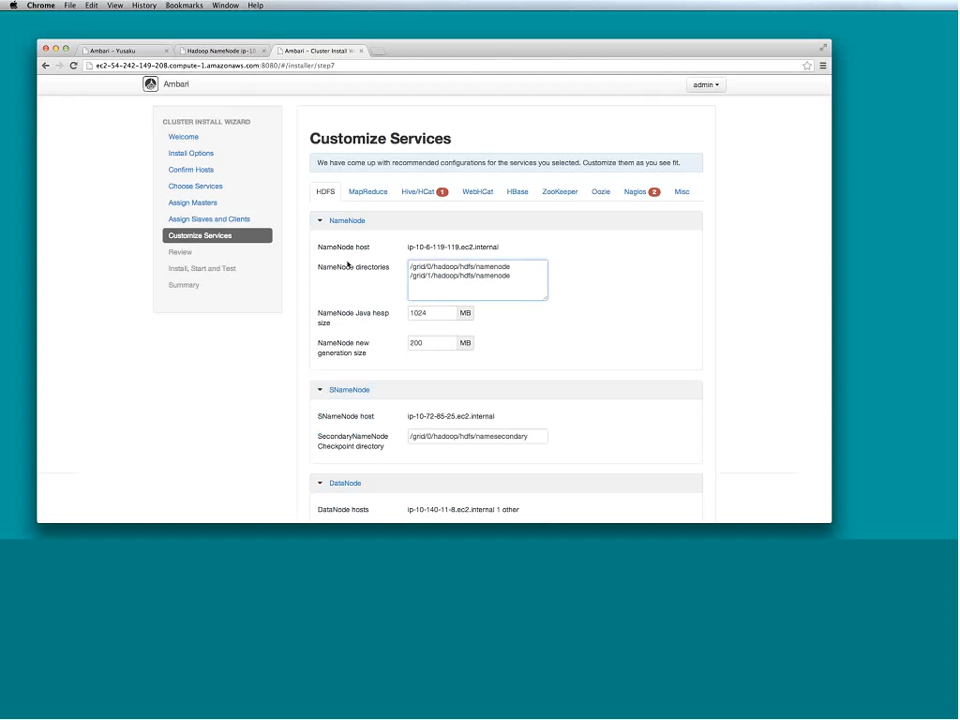 Chrome File Edit View History Bookmarks Window Help
Ambari - Yusaku
Hadoop NameNode ip-10
Ambari - Cluster Install W
ec2-54-242-149-208.compute-1.amazonaws.com:8080/#/installer/step7
Ambari
admin
CLUSTER INSTALL WIZARD
Welcome
Install Options
Confirm Hosts
Choose Services
Assign Masters
Assign Slaves and Clients
Customize Services
Review
Install, Start and Test
Summary
Customize Services
We have come up with recommended configurations for the services you selected. Customize them as you see fit.
HDFS MapReduce Hive/HCat 1 WebHCat HBase ZooKeeper Oozie Nagios 2 Misc
NameNode
NameNode host ip-10-6-119-119.ec2.internal
NameNode directories /grid/0/hadoop/hdfs/namenode
/grid/1/hadoop/hdfs/namenode
NameNode Java heap 1024 MB
size
NameNode new 200 MB
generation size
SNameNode
SNameNode host ip-10-72-85-25.ec2.internal
SecondaryNameNode /grid/0/hadoop/hdfs/namesecondary
Checkpoint directory
DataNode
DataNode hosts ip-10-140-11-8.ec2.internal 1 other